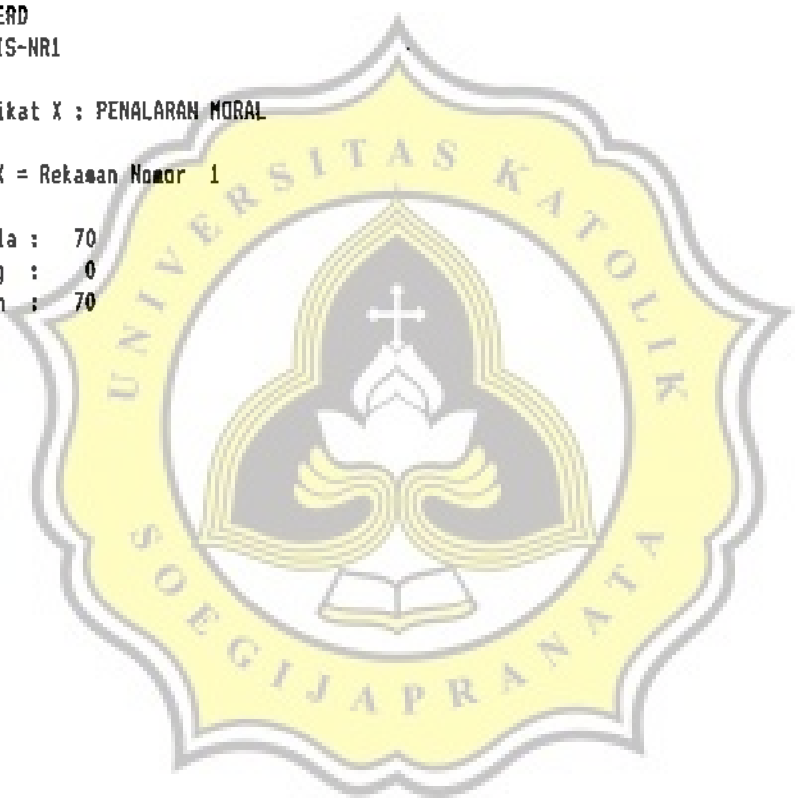 ERD
IS-NR1
ikat X : PENALARAN MORAL
X = Rekaman Nomor 1
la : 70
g : 0
n : 70
UNIVERSITAS KATOLIK
SOEGIJAPRANATA